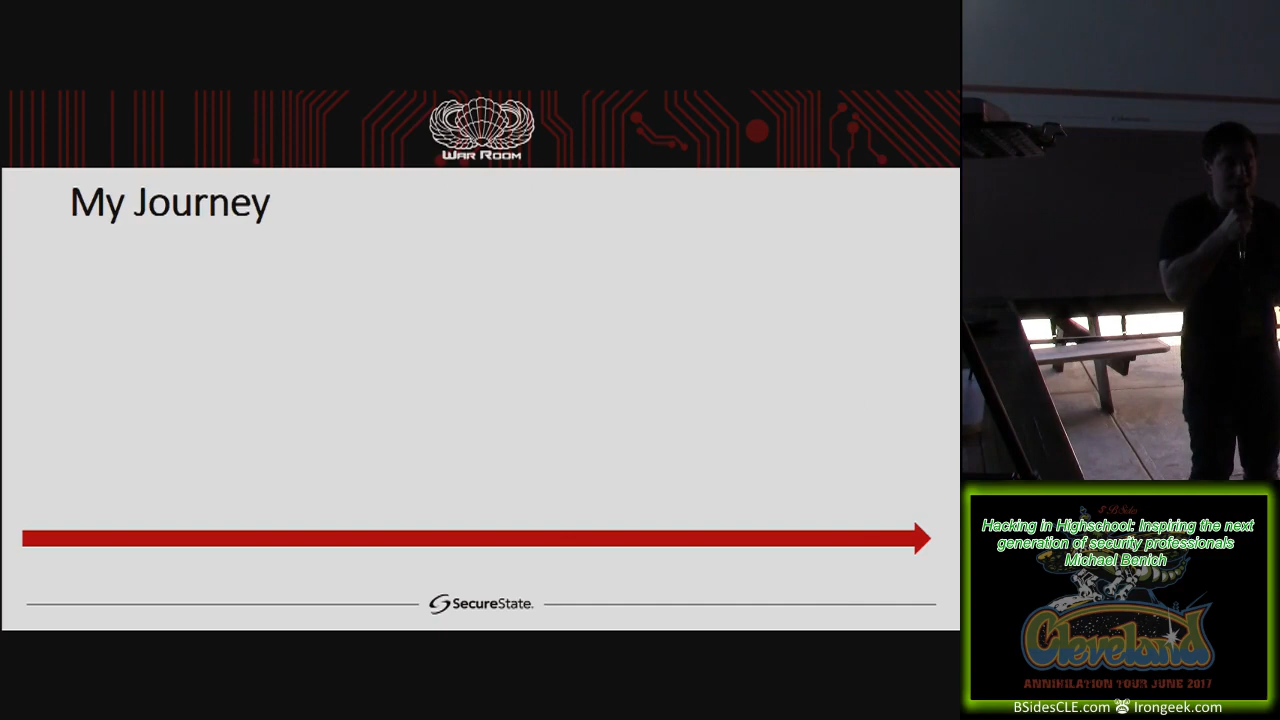 WAR ROOM
My Journey
SecureState.
Hacking in Highschool: Inspiring the next
generation of security professionals
Michael Benich
Cleveland
ANNIHILATION TOUR JUNE 2017
BSidesCLE.com Irongeek.com